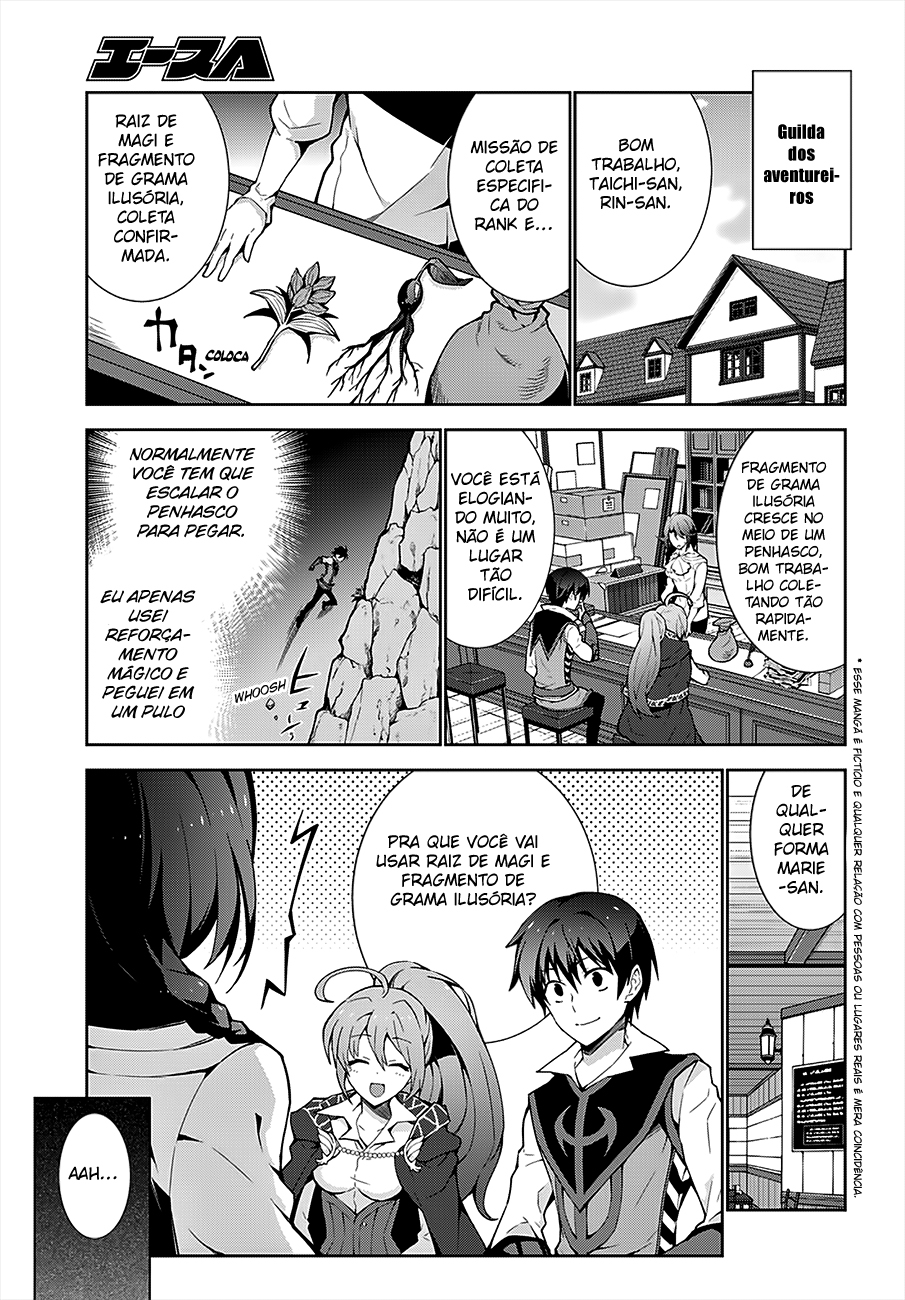 エースA
Guilda
dos
aventurei-
ros
BOM
TRABALHO,
TAICHI-SAN,
RIN-SAN.
MISSÃO DE
COLETA
ESPECIFI-
CA DO
RANK E...
RAIZ DE
MAGI E
FRAGMENTO
DE GRAMA
ILUSÓRIA,
COLETA
CONFIR-
MADA.
カタ
COLOCA
FRAGMENTO
DE GRAMA
ILUSÓRIA
CRESCE NO
MEIO DE UM
PENHASCO,
BOM TRABA-
LHO COLE-
TANDO TÃO
RAPIDA-
MENTE.
VOCÊ ESTÁ
ELOGIAN-
DO MUITO,
NÃO É UM
LUGAR
TÃO
DIFÍCIL.
NORMALMENTE
VOCÊ TEM QUE
ESCALAR O
PENHASCO
PARA PEGAR.
EU APENAS
USEI
REFORÇA-
MENTO
MÁGICO E
PEGUEI EM
UM PULO
WHOOSH
ヒュ
* ESSE MANGÁ É FICTÍCIO E QUALQUER RELAÇÃO COM PESSOAS OU LUGARES REAIS É MERA COINCIDÊNCIA.
DE
QUAL-
QUER
FORMA
MARIE
-SAN.
PRA QUE VOCÊ VAI
USAR RAIZ DE MAGI E
FRAGMENTO DE
GRAMA ILUSÓRIA?
AAH...